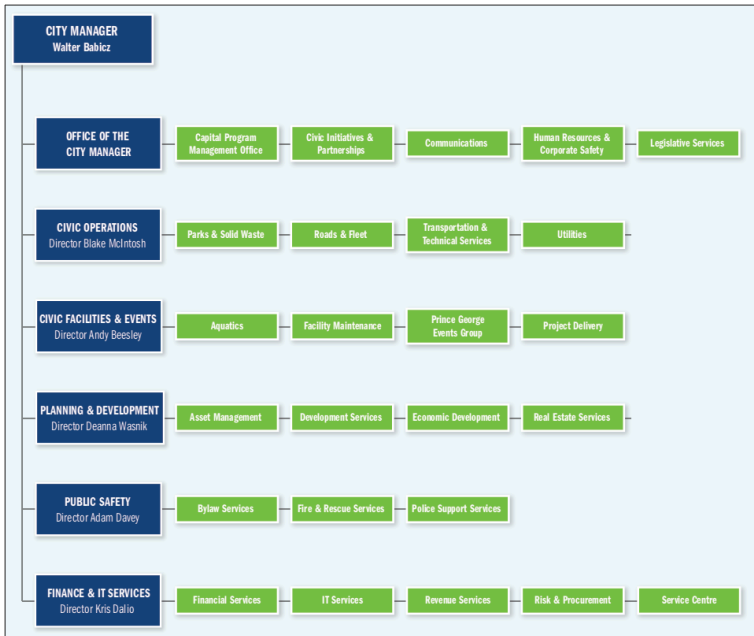 CITY MANAGER
Walter Babicz
OFFICE OF THE
CITY MANAGER
Capital Program
Management Office
Civic Initiatives &
Partnerships
Communications
Human Resources &
Corporate Safety
Legislative Services
CIVIC OPERATIONS
Director Blake McIntosh
Parks & Solid Waste
Roads & Fleet
Transportation &
Technical Services
Utilities
CIVIC FACILITIES & EVENTS
Director Andy Beesley
Aquatics
Facility Maintenance
Prince George
Events Group
Project Delivery
PLANNING & DEVELOPMENT
Director Deanna Wasnik
Asset Management
Development Services
Economic Development
Real Estate Services
PUBLIC SAFETY
Director Adam Davey
Bylaw Services
Fire & Rescue Services
Police Support Services
FINANCE & IT SERVICES
Director Kris Dalio
Financial Services
IT Services
Revenue Services
Risk & Procurement
Service Centre